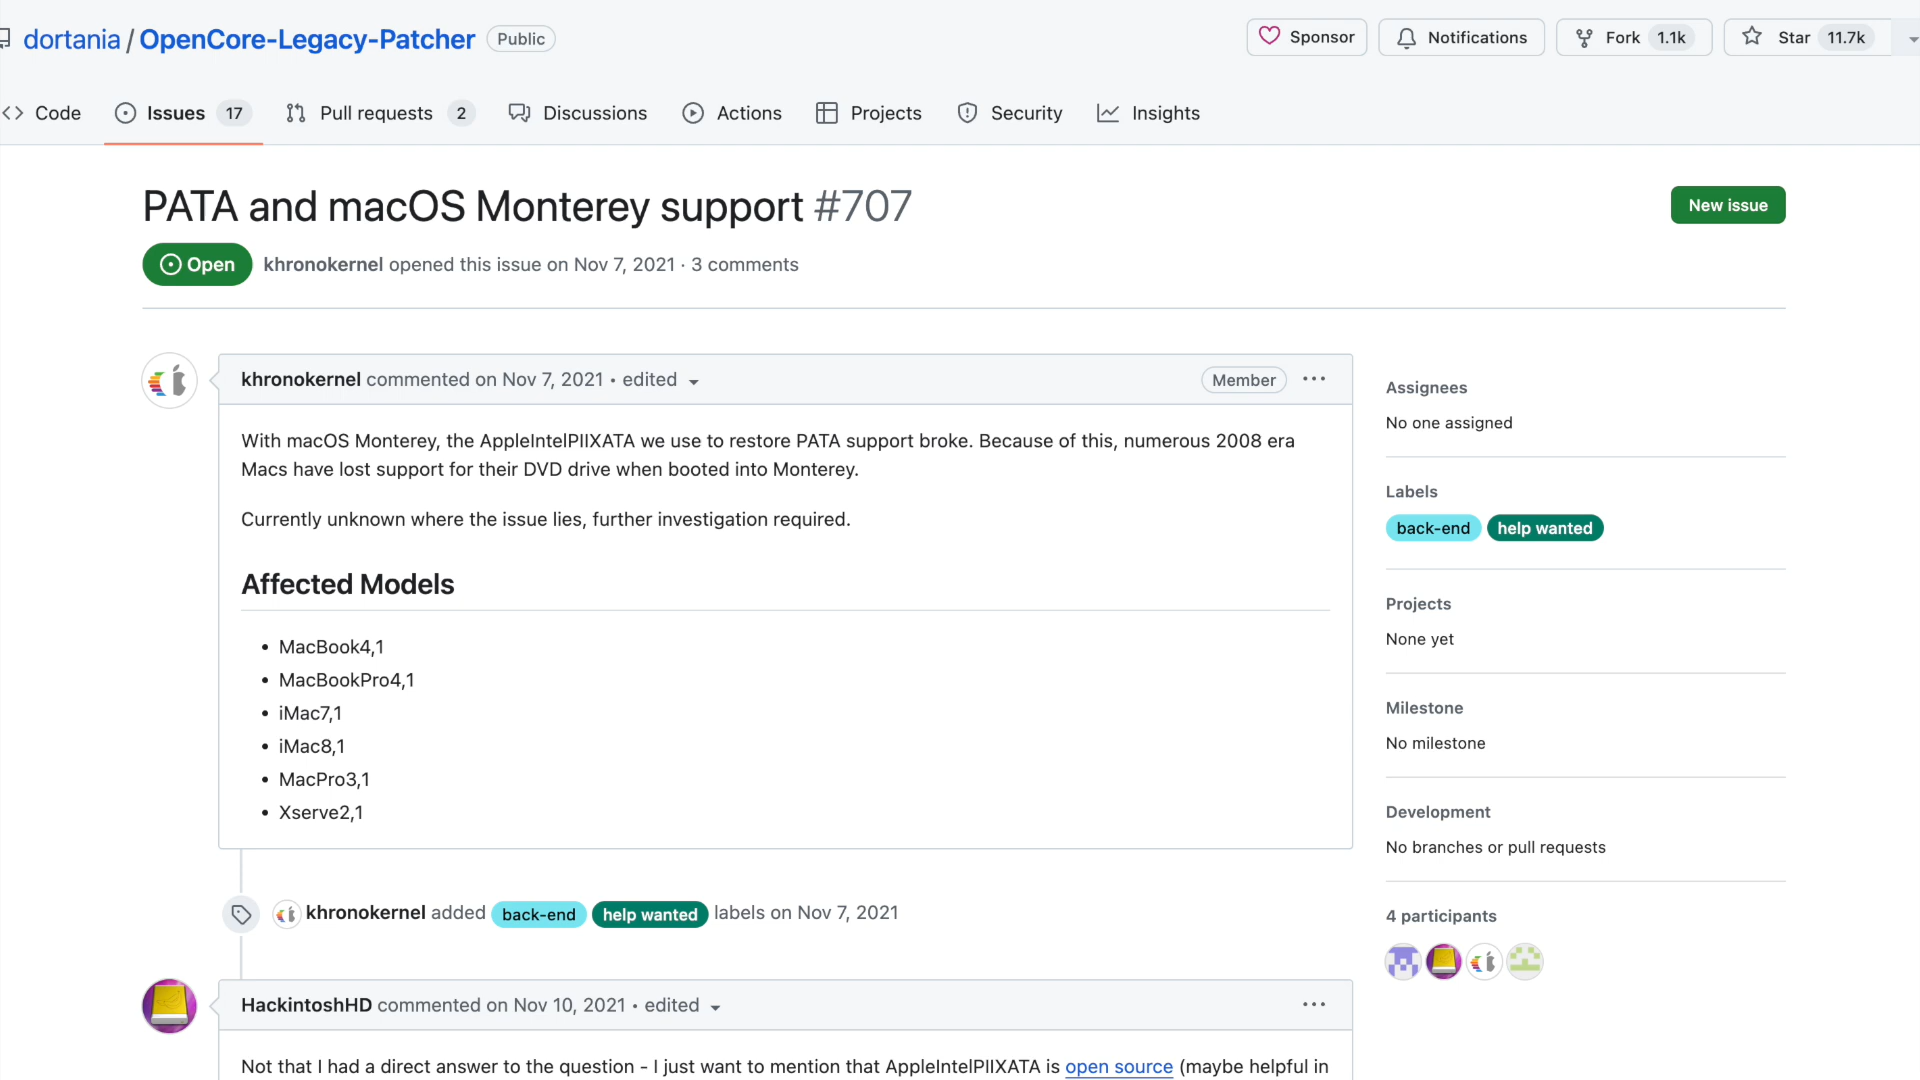 dortania / OpenCore-Legacy-Patcher Public
Sponsor Notifications Fork 1.1k Star 11.7k
Code Issues 17 Pull requests 2 Discussions Actions Projects Security Insights
PATA and macOS Monterey support #707
New issue
Open khronokernel opened this issue on Nov 7, 2021 · 3 comments
khronokernel commented on Nov 7, 2021 • edited
Member
With macOS Monterey, the AppleIntelPIIXATA we use to restore PATA support broke. Because of this, numerous 2008 era
Macs have lost support for their DVD drive when booted into Monterey.
Currently unknown where the issue lies, further investigation required.
Affected Models
• MacBook4,1
• MacBookPro4,1
• iMac7,1
• iMac8,1
• MacPro3,1
• Xserve2,1
khronokernel added back-end help wanted labels on Nov 7, 2021
HackintoshHD commented on Nov 10, 2021 • edited
Not that I had a direct answer to the question - I just want to mention that AppleIntelPIIXATA is open source (maybe helpful in
Assignees
No one assigned
Labels
back-end help wanted
Projects
None yet
Milestone
No milestone
Development
No branches or pull requests
4 participants